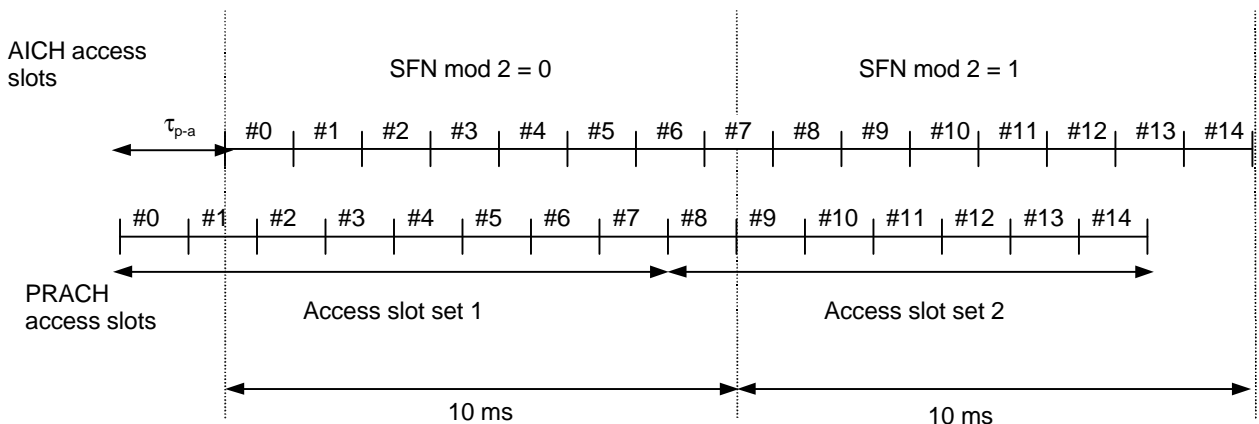 AICH access
slots
SFN mod 2 = 0
SFN mod 2 = 1
τp-a
#0 #1 #2 #3 #4 #5 #6 #7 #8 #9 #10 #11 #12 #13 #14
#0 #1 #2 #3 #4 #5 #6 #7 #8 #9 #10 #11 #12 #13 #14
PRACH
access slots
Access slot set 1
Access slot set 2
10 ms
10 ms